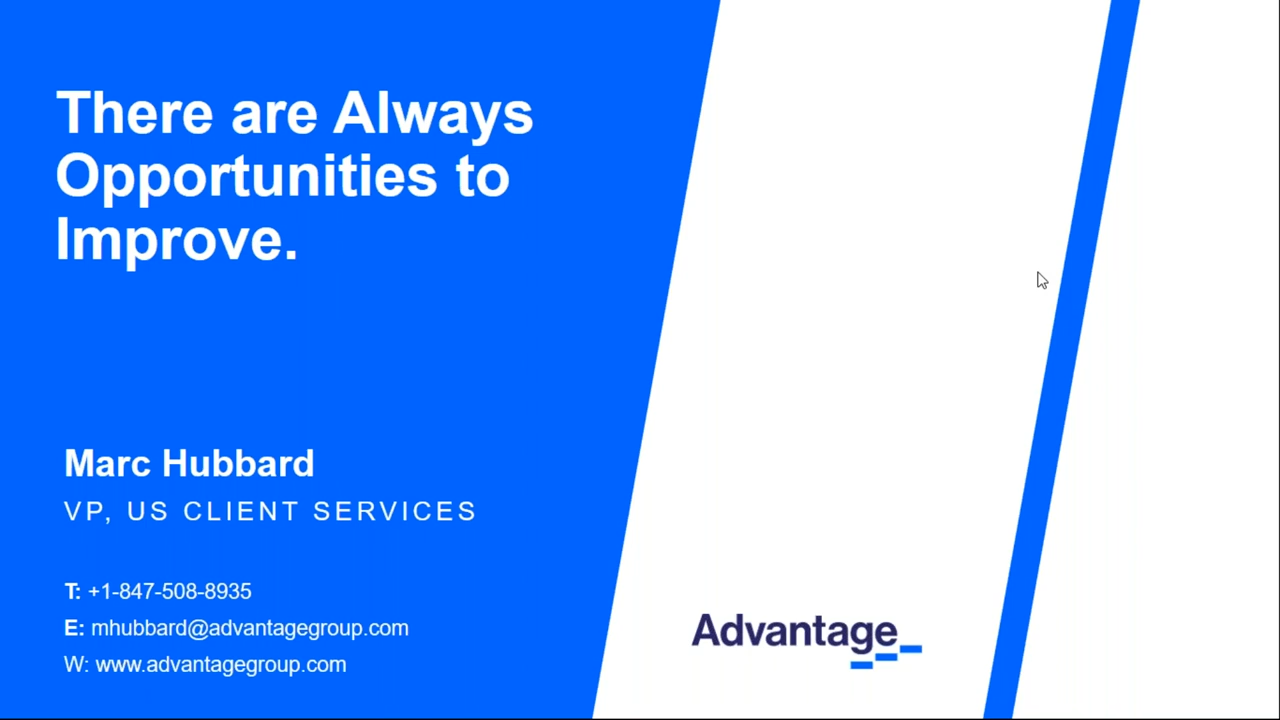 There are Always
Opportunities to
Improve.
Marc Hubbard
VP, US CLIENT SERVICES
T: +1-847-508-8935
E: mhubbard@advantagegroup.com
W: www.advantagegroup.com
Advantage